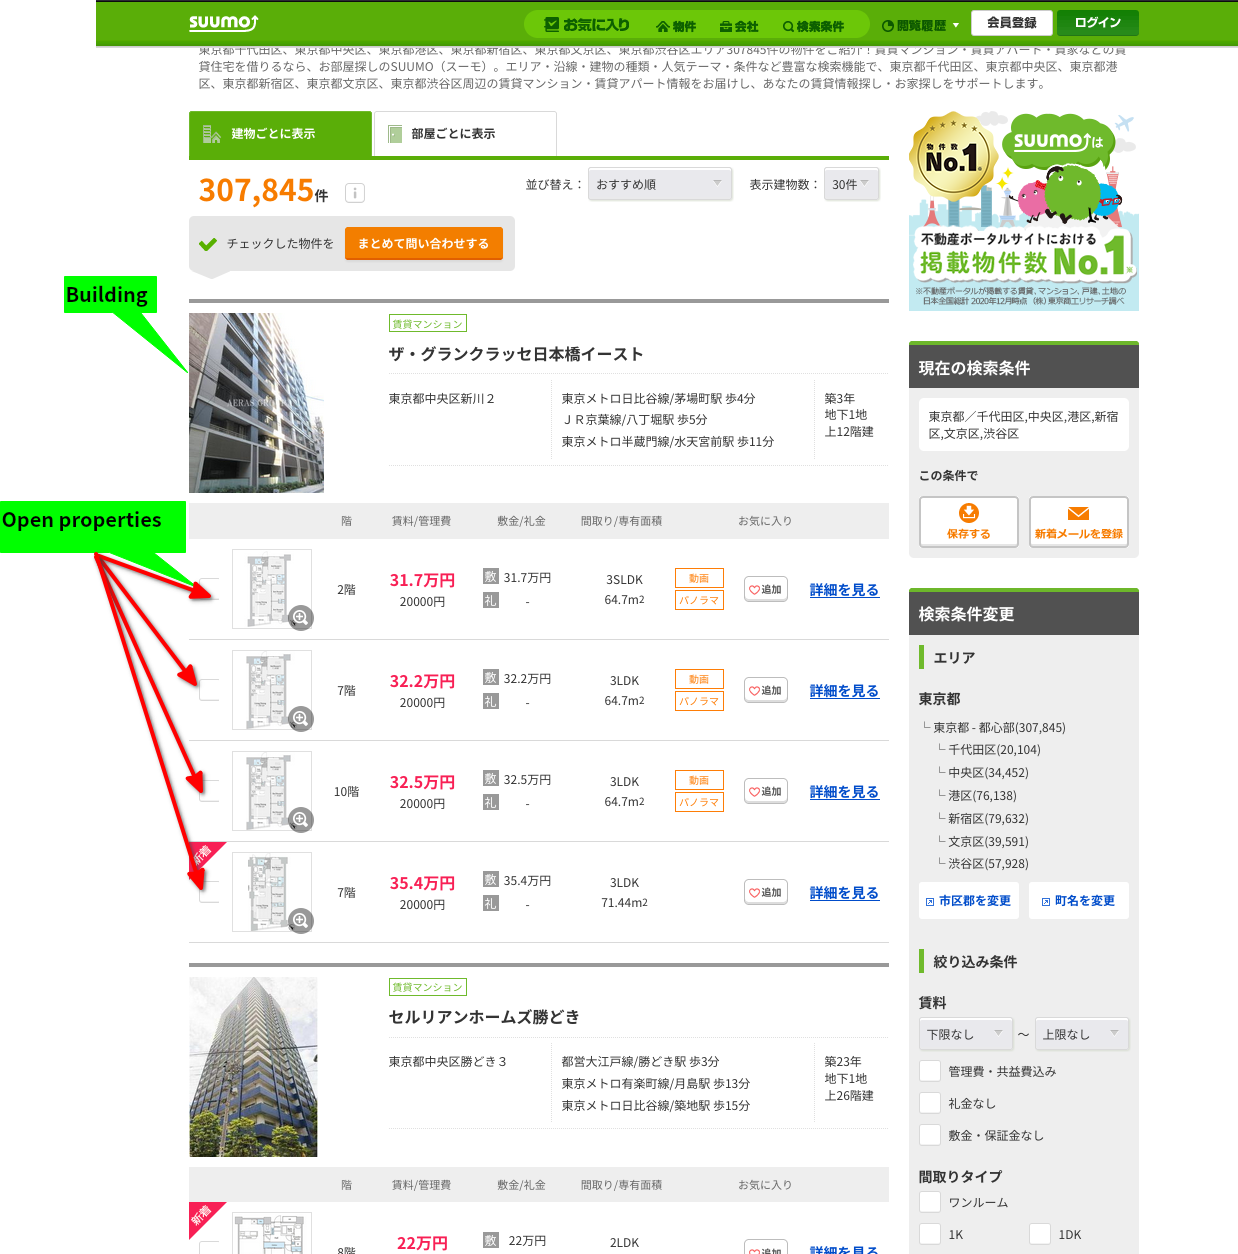 suumo
お気に入り
物件
会社
検索条件
閲覧履歴
会員登録
ログイン
東京都千代田区、東京都中央区、東京都港区、東京都新宿区、東京都文京区、東京都渋谷区エリア307845件の物件をご紹介！賃貸マンション・賃貸アパート・貸家などの賃
貸住宅を借りるなら、お部屋探しのSUUMO（スーモ）。エリア・沿線・建物の種類・人気テーマ・条件など豊富な検索機能で、東京都千代田区、東京都中央区、東京都港
区、東京都新宿区、東京都文京区、東京都渋谷区周辺の賃貸マンション・賃貸アパート情報をお届けし、あなたの賃貸情報探し・お家探しをサポートします。
建物ごとに表示
部屋ごとに表示
307,845件
並び替え： おすすめ順
表示建物数： 30件
チェックした物件を まとめて問い合わせする
Building
賃貸マンション
ザ・グランクラッセ日本橋イースト
AERAS GROUP
東京都中央区新川２
東京メトロ日比谷線/茅場町駅 歩4分
ＪＲ京葉線/八丁堀駅 歩5分
東京メトロ半蔵門線/水天宮前駅 歩11分
築3年
地下1地
上12階建
Open properties
階 賃料/管理費 敷金/礼金 間取り/専有面積 お気に入り
2階 31.7万円 敷 31.7万円 3SLDK 動画 追加 詳細を見る
20000円 礼 - 64.7m2 パノラマ
7階 32.2万円 敷 32.2万円 3LDK 動画 追加 詳細を見る
20000円 礼 - 64.7m2 パノラマ
10階 32.5万円 敷 32.5万円 3LDK 動画 追加 詳細を見る
20000円 礼 - 64.7m2 パノラマ
新着
7階 35.4万円 敷 35.4万円 3LDK 追加 詳細を見る
20000円 礼 - 71.44m2
賃貸マンション
セルリアンホームズ勝どき
東京都中央区勝どき３
都営大江戸線/勝どき駅 歩3分
東京メトロ有楽町線/月島駅 歩13分
東京メトロ日比谷線/築地駅 歩15分
築23年
地下1地
上26階建
階 賃料/管理費 敷金/礼金 間取り/専有面積 お気に入り
新着
8階 22万円 敷 22万円 2LDK 追加 詳細を見る
物件数
No.1
suumoは
不動産ポータルサイトにおける
掲載物件数No.1※
※不動産ポータルが掲載する賃貸、マンション、戸建、土地の
日本全国総計 2020年12月時点 （株）東京商工リサーチ調べ
現在の検索条件
東京都／千代田区,中央区,港区,新宿
区,文京区,渋谷区
この条件で
保存する
新着メールを登録
検索条件変更
エリア
東京都
東京都 - 都心部(307,845)
千代田区(20,104)
中央区(34,452)
港区(76,138)
新宿区(79,632)
文京区(39,591)
渋谷区(57,928)
市区郡を変更
町名を変更
絞り込み条件
賃料
下限なし ～ 上限なし
管理費・共益費込み
礼金なし
敷金・保証金なし
間取りタイプ
ワンルーム
1K 1DK